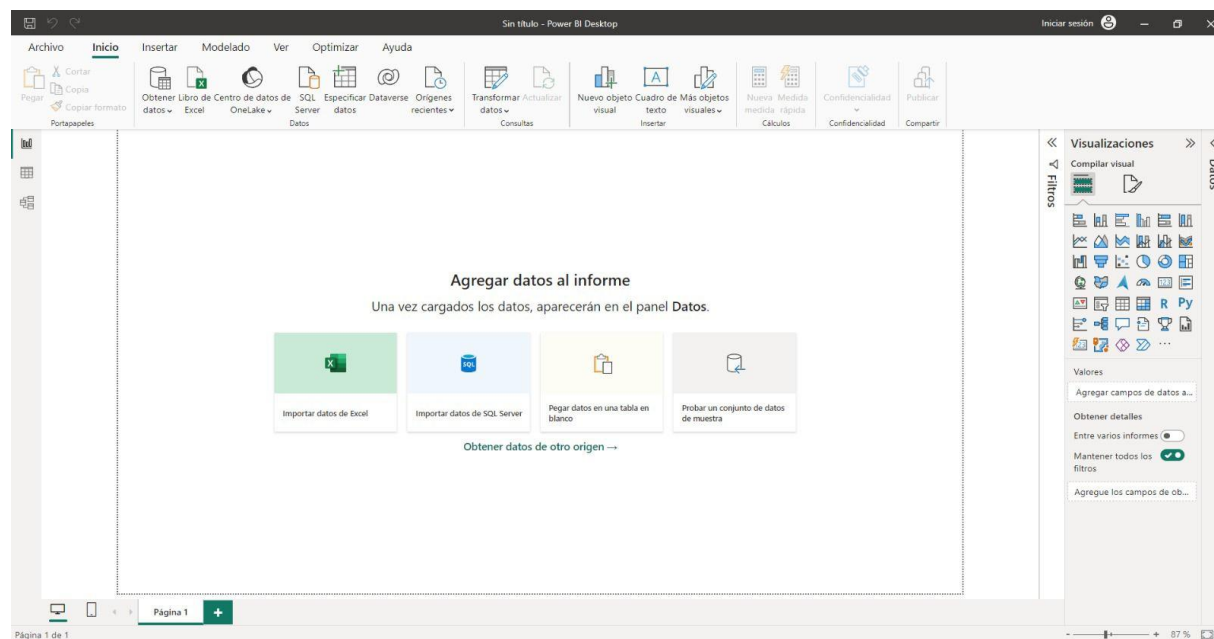 Sin título - Power BI Desktop
Iniciar sesión
Archivo Inicio Insertar Modelado Ver Optimizar Ayuda
Pegar
Cortar
Copia
Copiar formato
Portapapeles
Obtener datos
Libro de Excel
Centro de datos de OneLake
SQL Server
Especificar datos
Dataverse
Orígenes recientes
Datos
Transformar datos
Actualizar
Consultas
Nuevo objeto visual
Cuadro de texto
Más objetos visuales
Insertar
Nueva medida
Medida rápida
Cálculos
Confidencialidad
Confidencialidad
Publicar
Compartir
Agregar datos al informe
Una vez cargados los datos, aparecerán en el panel Datos.
X
SQL
Importar datos de Excel
Importar datos de SQL Server
Pegar datos en una tabla en
blanco
Probar un conjunto de datos
de muestra
Obtener datos de otro origen →
Filtros
Visualizaciones
Compilar visual
123
R Py
Valores
Agregar campos de datos a...
Obtener detalles
Entre varios informes
Mantener todos los
filtros
Agregue los campos de ob...
Datos
Página 1
Página 1 de 1
87 %